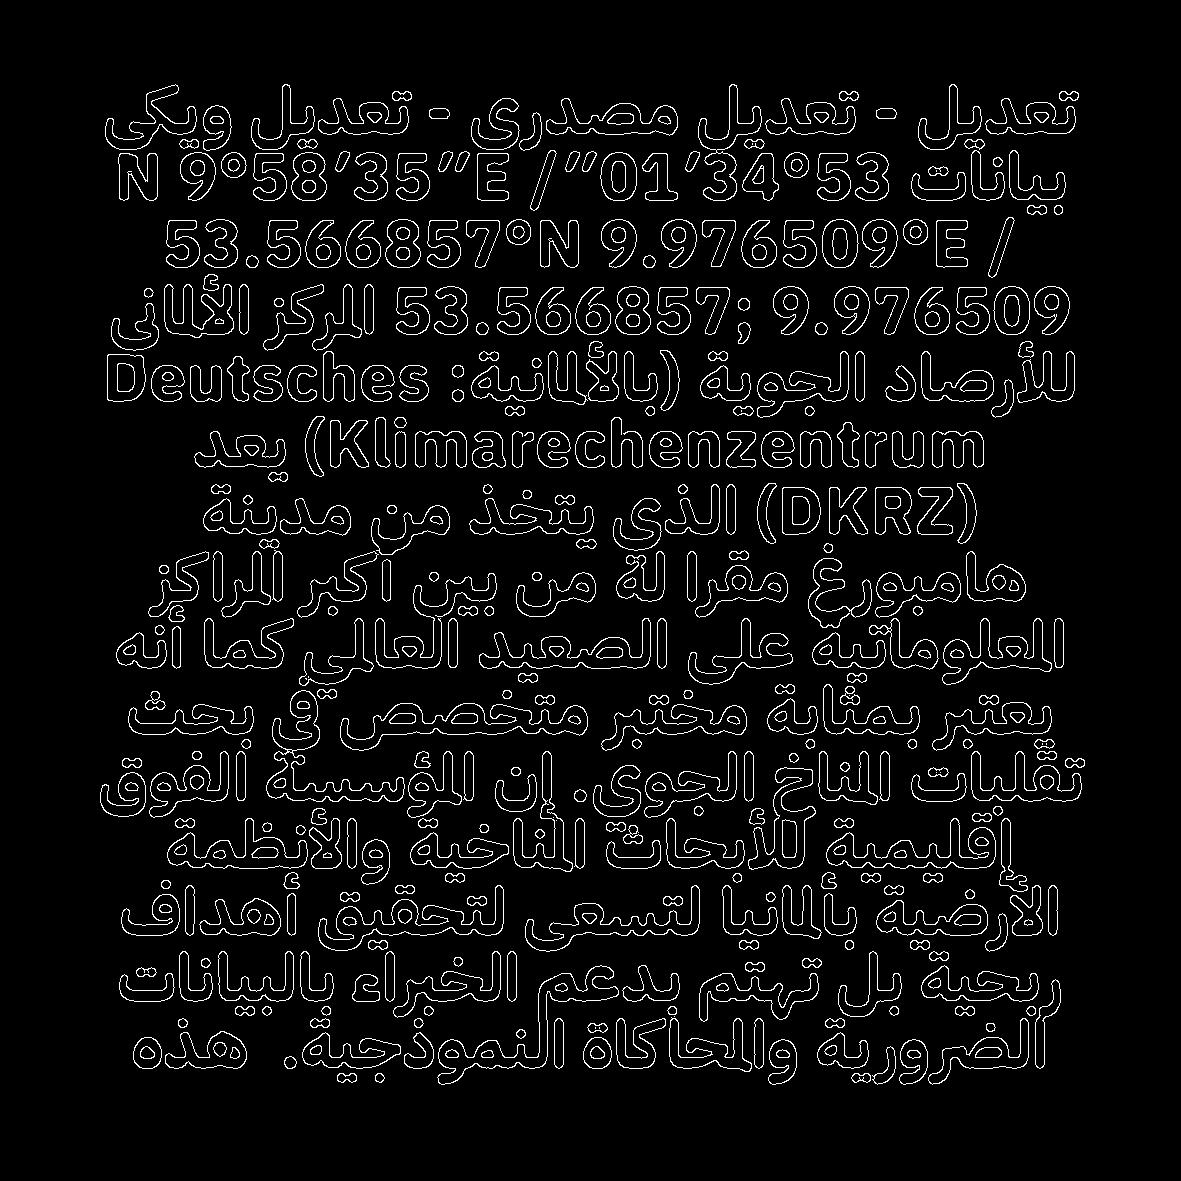 تعديل - تعديل مصدري - تعديل ويكي
بيانات 53°34′01″N 9°58′35″E /
53.566857°N 9.976509°E /
53.566857; 9.976509 المركز الألماني
للأرصاد الجوية (بالألمانية: Deutsches
Klimarechenzentrum) يعد
(DKRZ) الذي يتخذ من مدينة
هامبورغ مقرا لة من بين أكبر المراكز
المعلوماتية على الصعيد العالمي كما أنه
يعتبر بمثابة مختبر متخصص في بحث
تقلبات المناخ الجوي. إن المؤسسة الفوق
إقليمية للأبحاث المناخية والأنظمة
الأرضية بألمانيا لتسعى لتحقيق أهداف
ربحية بل تهتم بدعم الخبراء بالبيانات
الضرورية والمحاكاة النموذجية. هذه